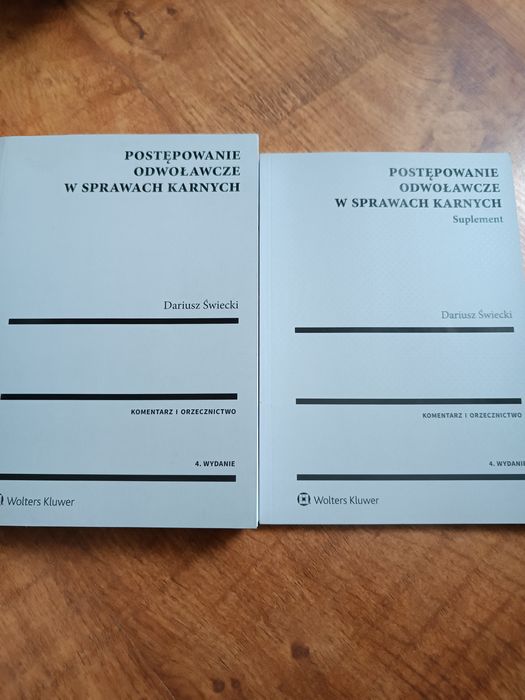 POSTĘPOWANIE
ODWOŁAWCZE
W SPRAWACH KARNYCH
Dariusz Świecki
KOMENTARZ I ORZECZNICTWO
4. WYDANIE
Wolters Kluwer
POSTĘPOWANIE
ODWOŁAWCZE
W SPRAWACH KARNYCH
Suplement
Dariusz Świecki
KOMENTARZ I ORZECZNICTWO
4. WYDANIE
Wolters Kluwer